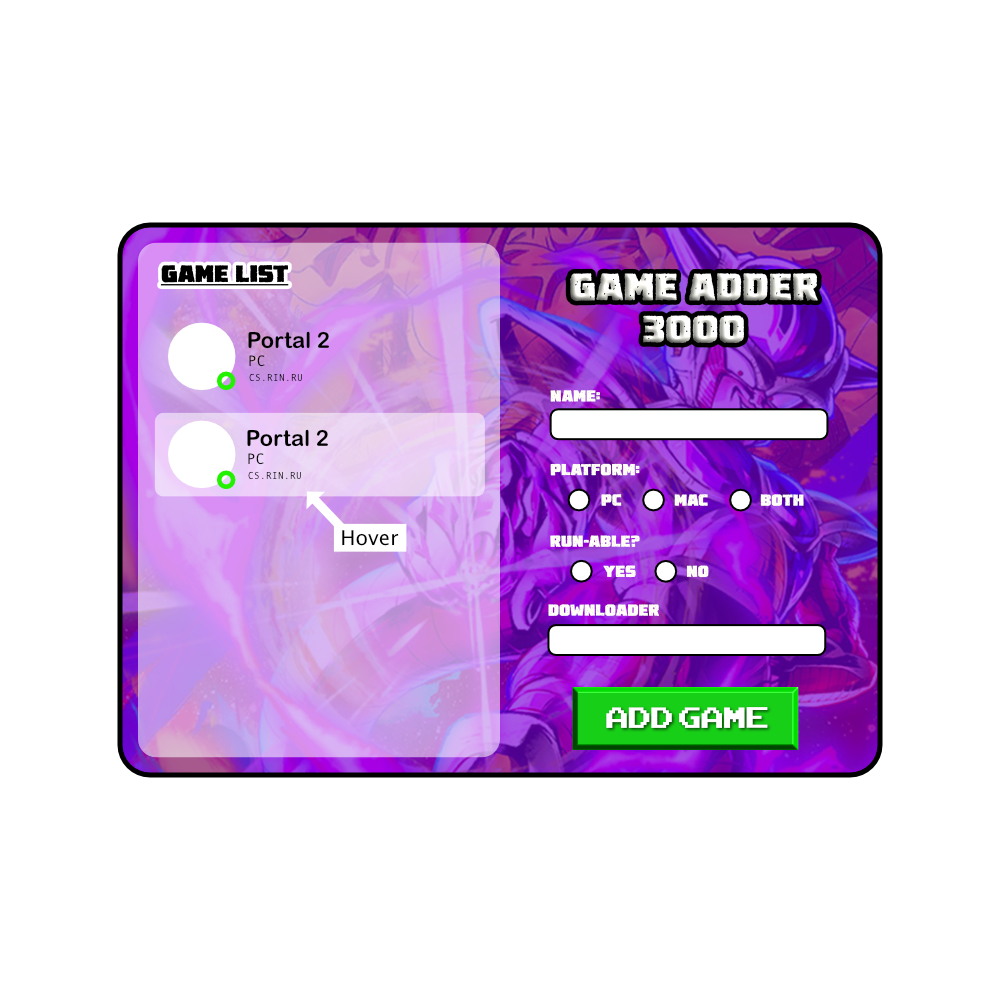 GAME LIST
Portal 2
PC
CS.RIN.RU
Portal 2
PC
CS.RIN.RU
Hover
GAME ADDER
3000
NAME:
PLATFORM:
PC MAC BOTH
RUN-ABLE?
YES NO
DOWNLOADER
ADD GAME